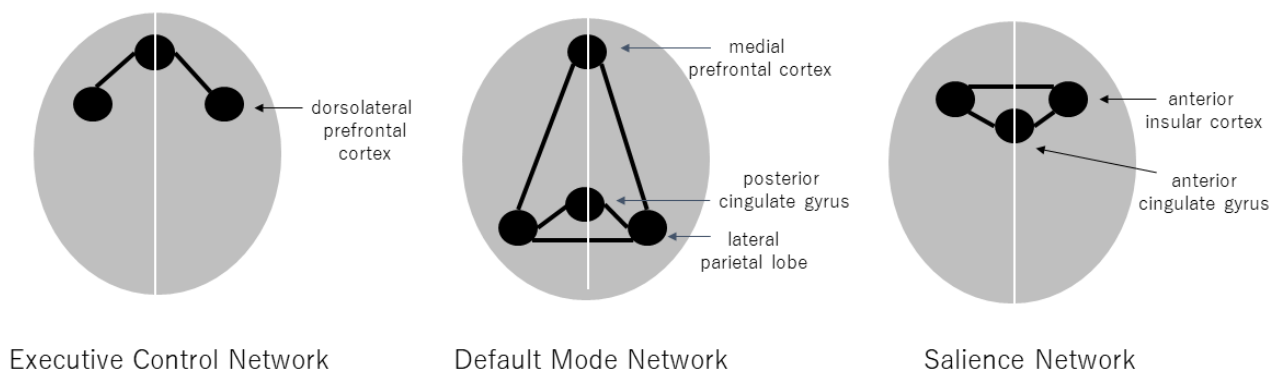 dorsolateral
prefrontal
cortex
Executive Control Network
medial
prefrontal cortex
posterior
cingulate gyrus
lateral
parietal lobe
Default Mode Network
anterior
insular cortex
anterior
cingulate gyrus
Salience Network